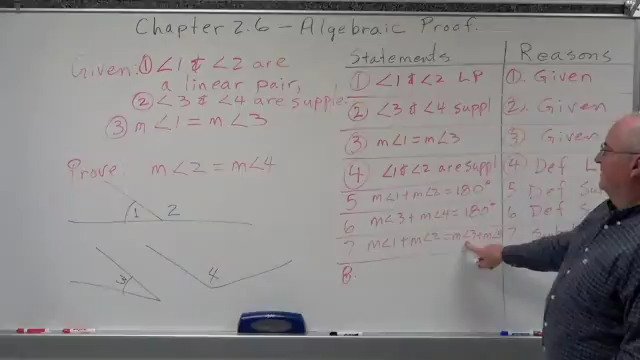 Chapter 2.6 - Algebraic Proof.
Given: ① ∠1 $ ∠2 are
a linear pair,
② ∠3 $ ∠4 are supple.
③ m∠1 = m∠3
Prove: m∠2 = m∠4
1 2
3 4
Statements Reasons
① ∠1 $ ∠2 LP ①. Given
② ∠3 $ ∠4 suppl ②. Given
③ m∠1 = m∠3 ③ Given
④ ∠1 $ ∠2 are suppl ④ Def L
5 m∠1 + m∠2 = 180° 5 Def Su
6 m∠3 + m∠4 = 180° 6 Def S
7 m∠1 + m∠2 = m∠3 + m∠ 7
8.